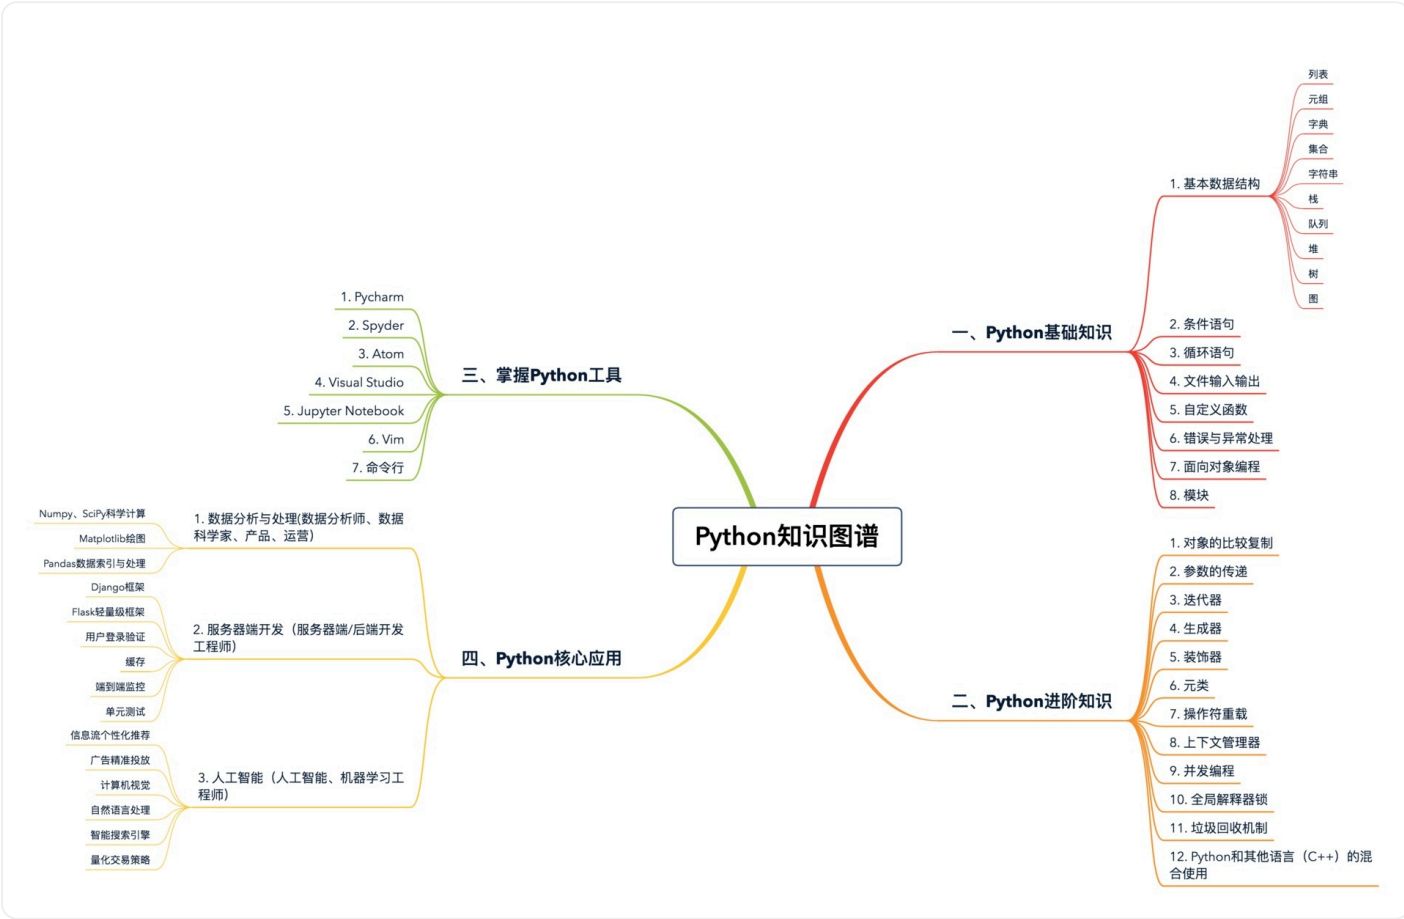 Python知识图谱
一、Python基础知识
1. 基本数据结构
列表
元组
字典
集合
字符串
栈
队列
堆
树
图
2. 条件语句
3. 循环语句
4. 文件输入输出
5. 自定义函数
6. 错误与异常处理
7. 面向对象编程
8. 模块
二、Python进阶知识
1. 对象的比较复制
2. 参数的传递
3. 迭代器
4. 生成器
5. 装饰器
6. 元类
7. 操作符重载
8. 上下文管理器
9. 并发编程
10. 全局解释器锁
11. 垃圾回收机制
12. Python和其他语言（C++）的混
合使用
三、掌握Python工具
1. Pycharm
2. Spyder
3. Atom
4. Visual Studio
5. Jupyter Notebook
6. Vim
7. 命令行
四、Python核心应用
1. 数据分析与处理(数据分析师、数据
科学家、产品、运营)
Numpy、SciPy科学计算
Matplotlib绘图
Pandas数据索引与处理
2. 服务器端开发（服务器端/后端开发
工程师)
Django框架
Flask轻量级框架
用户登录验证
缓存
端到端监控
单元测试
3. 人工智能（人工智能、机器学习工
程师)
信息流个性化推荐
广告精准投放
计算机视觉
自然语言处理
智能搜索引擎
量化交易策略